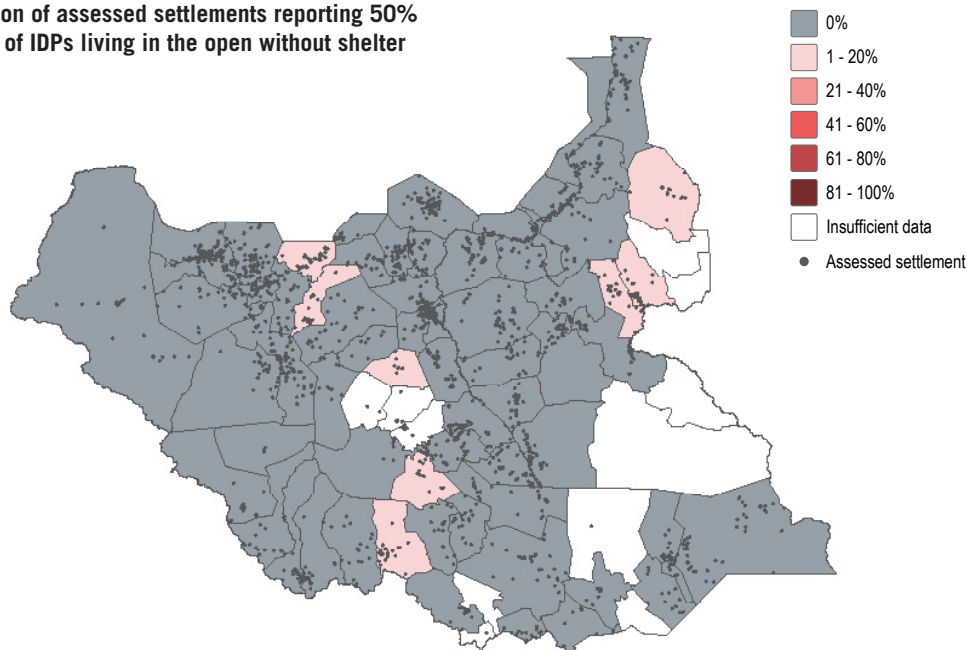 on of assessed settlements reporting 50%
of IDPs living in the open without shelter
0%
1 - 20%
21 - 40%
41 - 60%
61 - 80%
81 - 100%
Insufficient data
Assessed settlement